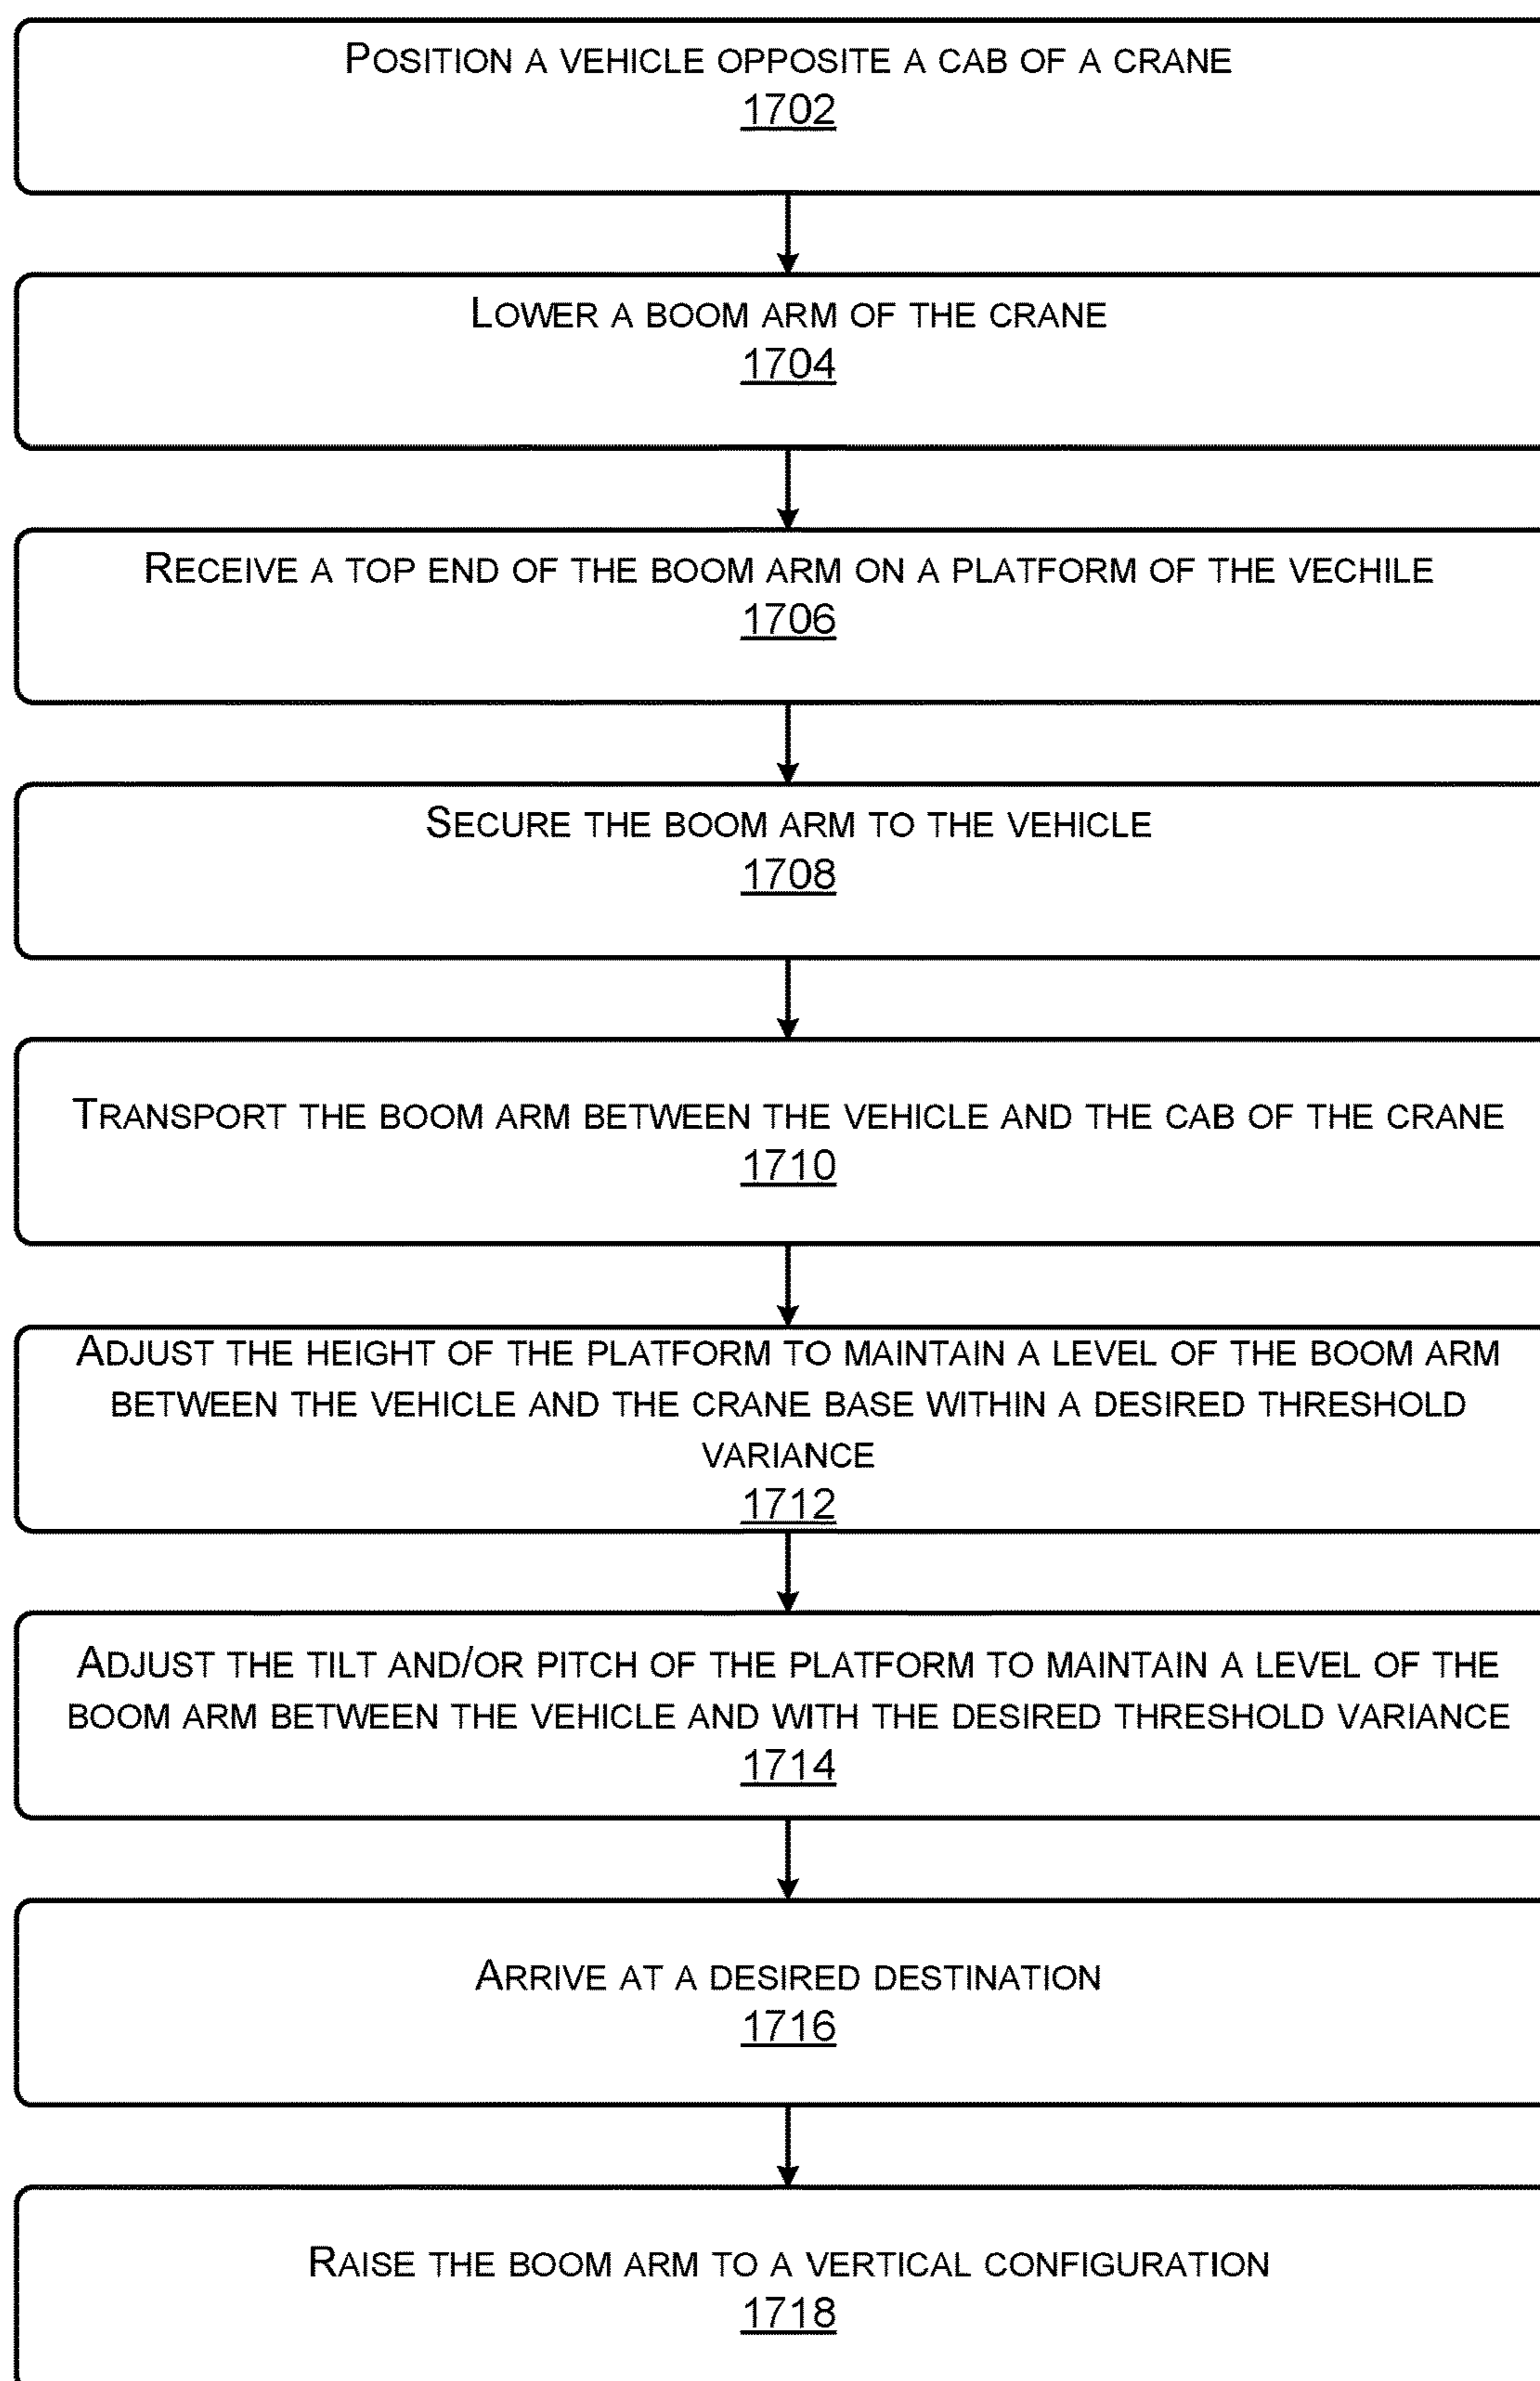 POSITION A VEHICLE OPPOSITE A CAB OF A CRANE
1702
LOWER A BOOM ARM OF THE CRANE
1704
RECEIVE A TOP END OF THE BOOM ARM ON A PLATFORM OF THE VECHILE
1706
SECURE THE BOOM ARM TO THE VEHICLE
1708
TRANSPORT THE BOOM ARM BETWEEN THE VEHICLE AND THE CAB OF THE CRANE
1710
ADJUST THE HEIGHT OF THE PLATFORM TO MAINTAIN A LEVEL OF THE BOOM ARM
BETWEEN THE VEHICLE AND THE CRANE BASE WITHIN A DESIRED THRESHOLD
VARIANCE
1712
ADJUST THE TILT AND/OR PITCH OF THE PLATFORM TO MAINTAIN A LEVEL OF THE
BOOM ARM BETWEEN THE VEHICLE AND WITH THE DESIRED THRESHOLD VARIANCE
1714
ARRIVE AT A DESIRED DESTINATION
1716
RAISE THE BOOM ARM TO A VERTICAL CONFIGURATION
1718